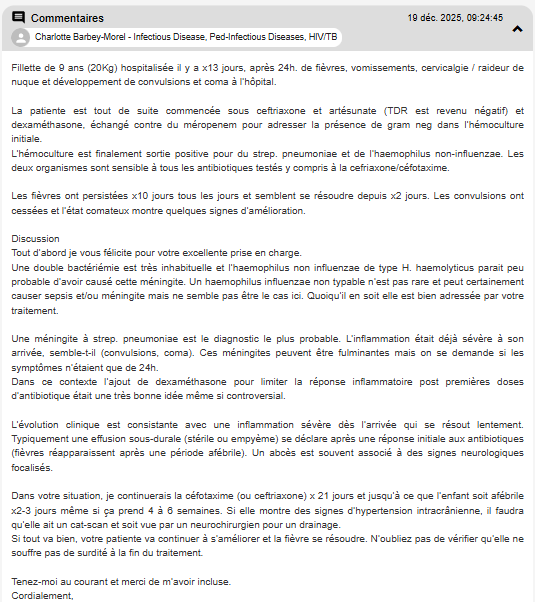 Commentaires
19 déc. 2025, 09:24:45
Charlotte Barbey-Morel - Infectious Disease, Ped-Infectious Diseases, HIV/TB
Fillette de 9 ans (20Kg) hospitalisée il y a x13 jours, après 24h. de fièvres, vomissements, cervicalgie / raideur de
nuque et développement de convulsions et coma à l'hôpital.
La patiente est tout de suite commencée sous ceftriaxone et artésunate (TDR est revenu négatif) et
dexaméthasone, échangé contre du méropenem pour adresser la présence de gram neg dans l'hémoculture
initiale.
L'hémoculture est finalement sortie positive pour du strep. pneumoniae et de l'haemophilus non-influenzae. Les
deux organismes sont sensible à tous les antibiotiques testés y compris à la cefriaxone/céfotaxime.
Les fièvres ont persistées x10 jours tous les jours et semblent se résoudre depuis x2 jours. Les convulsions ont
cessées et l'état comateux montre quelques signes d'amélioration.
Discussion
Tout d'abord je vous félicite pour votre excellente prise en charge.
Une double bactériémie est très inhabituelle et l'haemophilus non influenzae de type H. haemolyticus parait peu
probable d'avoir causé cette méningite. Un haemophilus influenzae non typable n'est pas rare et peut certainement
causer sepsis et/ou méningite mais ne semble pas être le cas ici. Quoiqu'il en soit elle est bien adressée par votre
traitement.
Une méningite à strep. pneumoniae est le diagnostic le plus probable. L'inflammation était déjà sévère à son
arrivée, semble-t-il (convulsions, coma). Ces méningites peuvent être fulminantes mais on se demande si les
symptômes n'étaient que de 24h.
Dans ce contexte l'ajout de dexaméthasone pour limiter la réponse inflammatoire post premières doses
d'antibiotique était une très bonne idée même si controversial.
L'évolution clinique est consistante avec une inflammation sévère dès l'arrivée qui se résout lentement.
Typiquement une effusion sous-durale (stérile ou empyème) se déclare après une réponse initiale aux antibiotiques
(fièvres réapparaissent après une période afébrile). Un abcès est souvent associé à des signes neurologiques
focalisés.
Dans votre situation, je continuerais la céfotaxime (ou ceftriaxone) x 21 jours et jusqu'à ce que l'enfant soit afébrile
x2-3 jours même si ça prend 4 à 6 semaines. Si elle montre des signes d'hypertension intracrânienne, il faudra
qu'elle ait un cat-scan et soit vue par un neurochirurgien pour un drainage.
Si tout va bien, votre patiente va continuer à s'améliorer et la fièvre se résoudre. N'oubliez pas de vérifier qu'elle ne
souffre pas de surdité à la fin du traitement.
Tenez-moi au courant et merci de m'avoir incluse.
Cordialement,